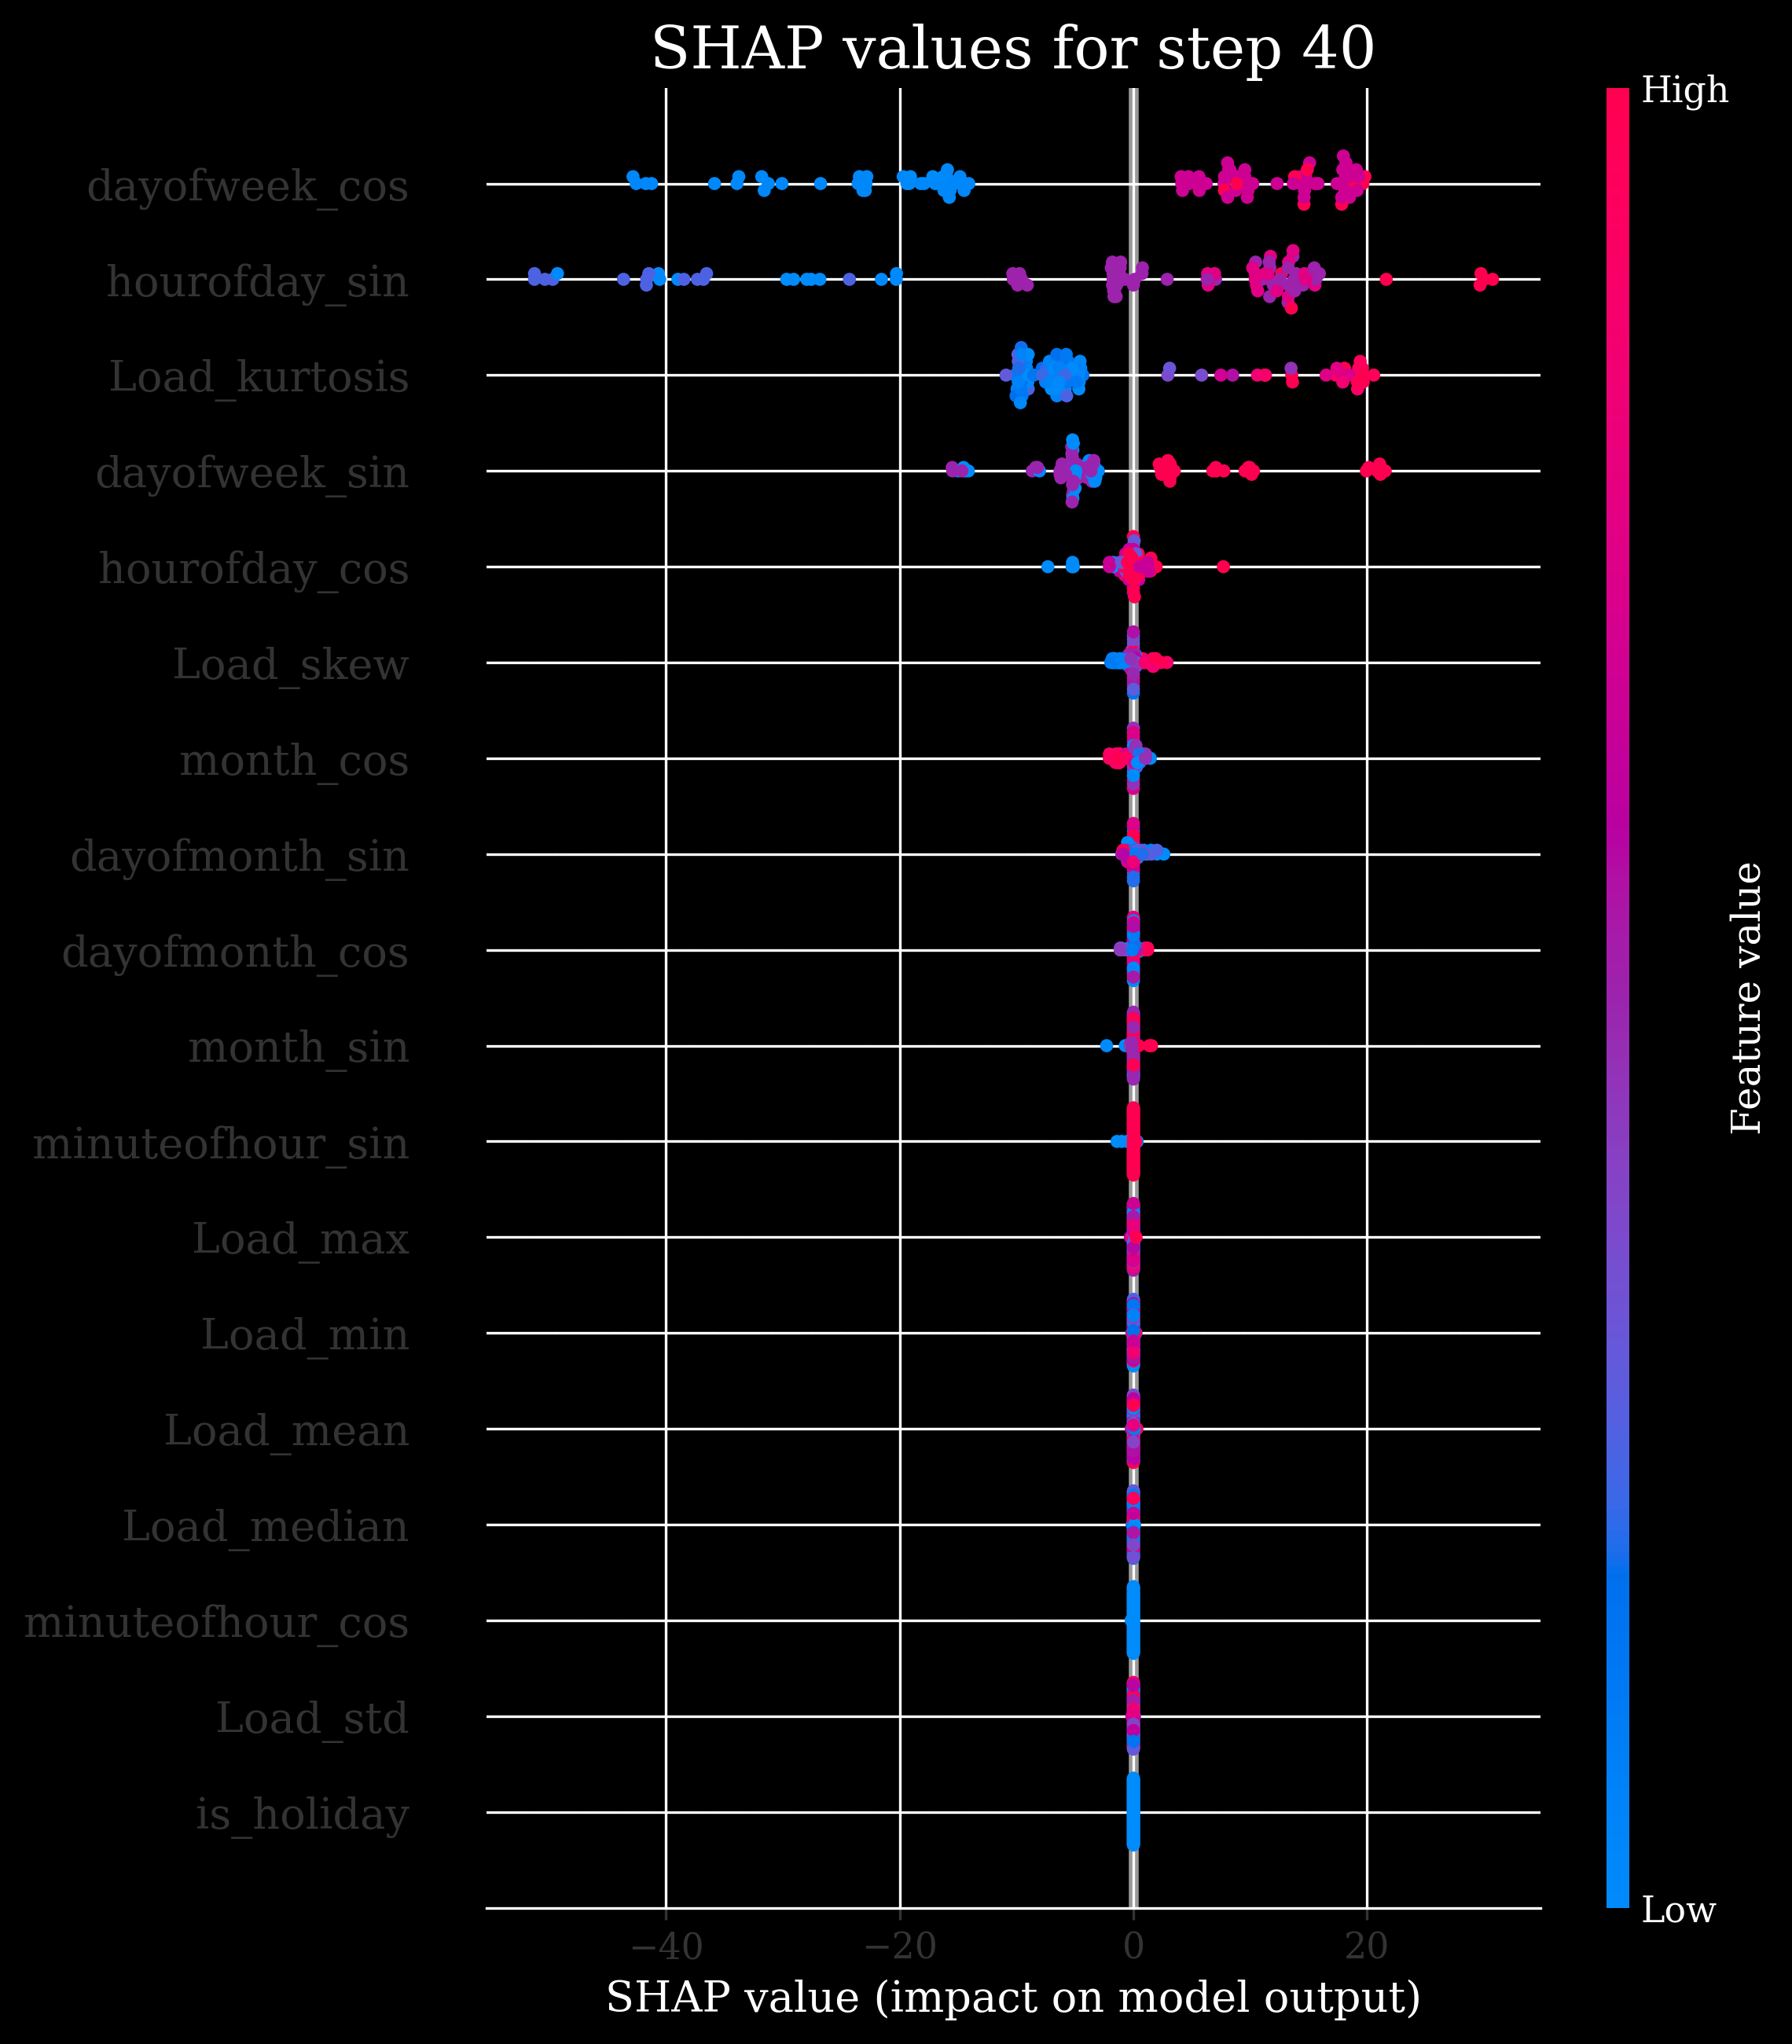 SHAP values for step 40
High
dayofweek_cos
hourofday_sin
Load_kurtosis
dayofweek_sin
hourofday_cos
Load_skew
month_cos
dayofmonth_sin
dayofmonth_cos
month_sin
minuteofhour_sin
Load_max
Load_min
Load_mean
Load_median
minuteofhour_cos
Load_std
is_holiday
Feature value
Low
−40 −20 0 20
SHAP value (impact on model output)